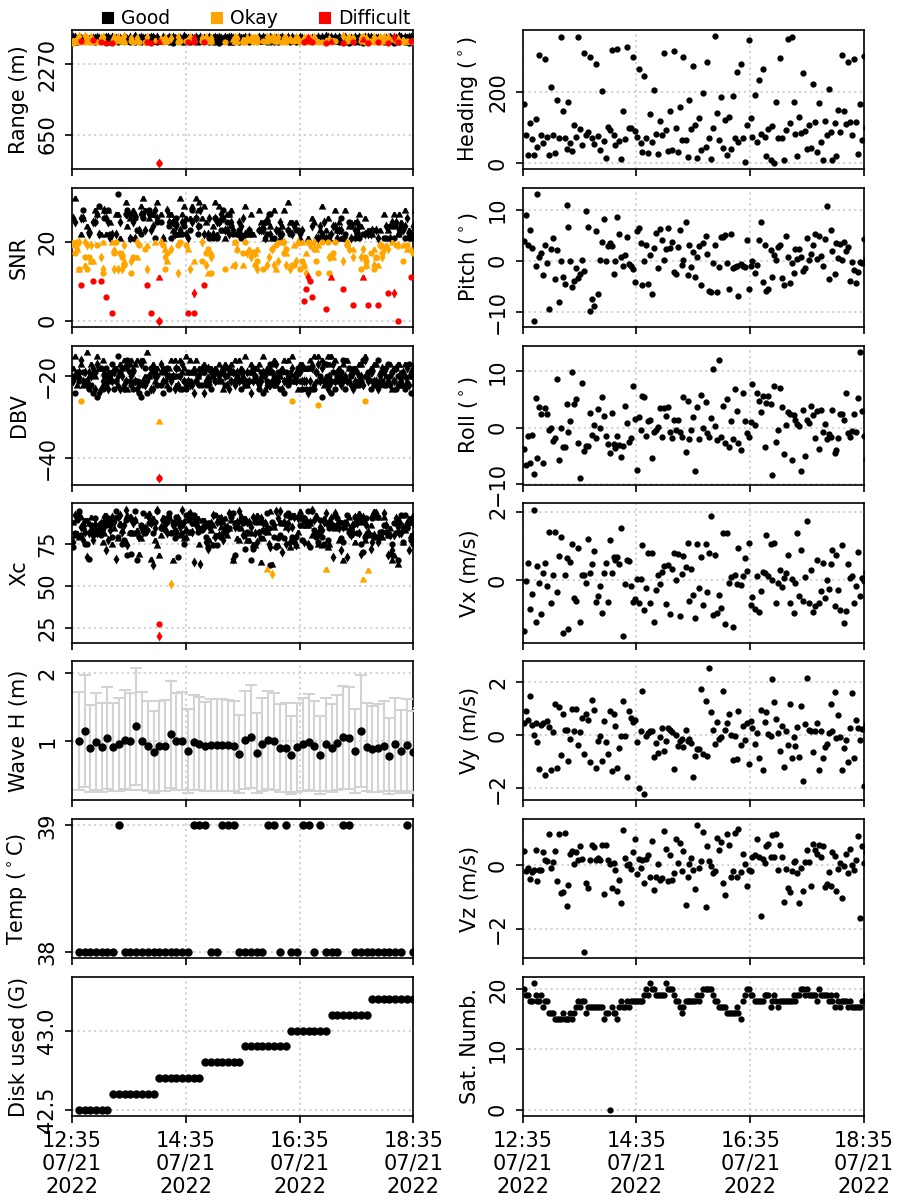 Good Okay Difficult
Range (m)
2270
650
SNR
20
0
DBV
−20
−40
Xc
75
50
25
Wave H (m)
2
1
Temp (°C)
39
38
Disk used (G)
43.0
42.5
12:35 14:35 16:35 18:35
07/21 07/21 07/21 07/21
2022 2022 2022 2022
Heading (°)
200
0
Pitch (°)
10
0
−10
Roll (°)
10
0
−10
Vx (m/s)
2
0
Vy (m/s)
2
0
−2
Vz (m/s)
0
−2
Sat. Numb.
20
10
0
12:35 14:35 16:35 18:35
07/21 07/21 07/21 07/21
2022 2022 2022 2022